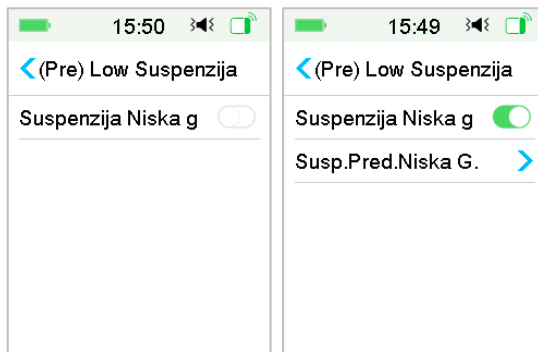 15:50
(Pre) Low Suspenzija
Suspenzija Niska g
15:49
(Pre) Low Suspenzija
Suspenzija Niska g
Susp.Pred.Niska G.